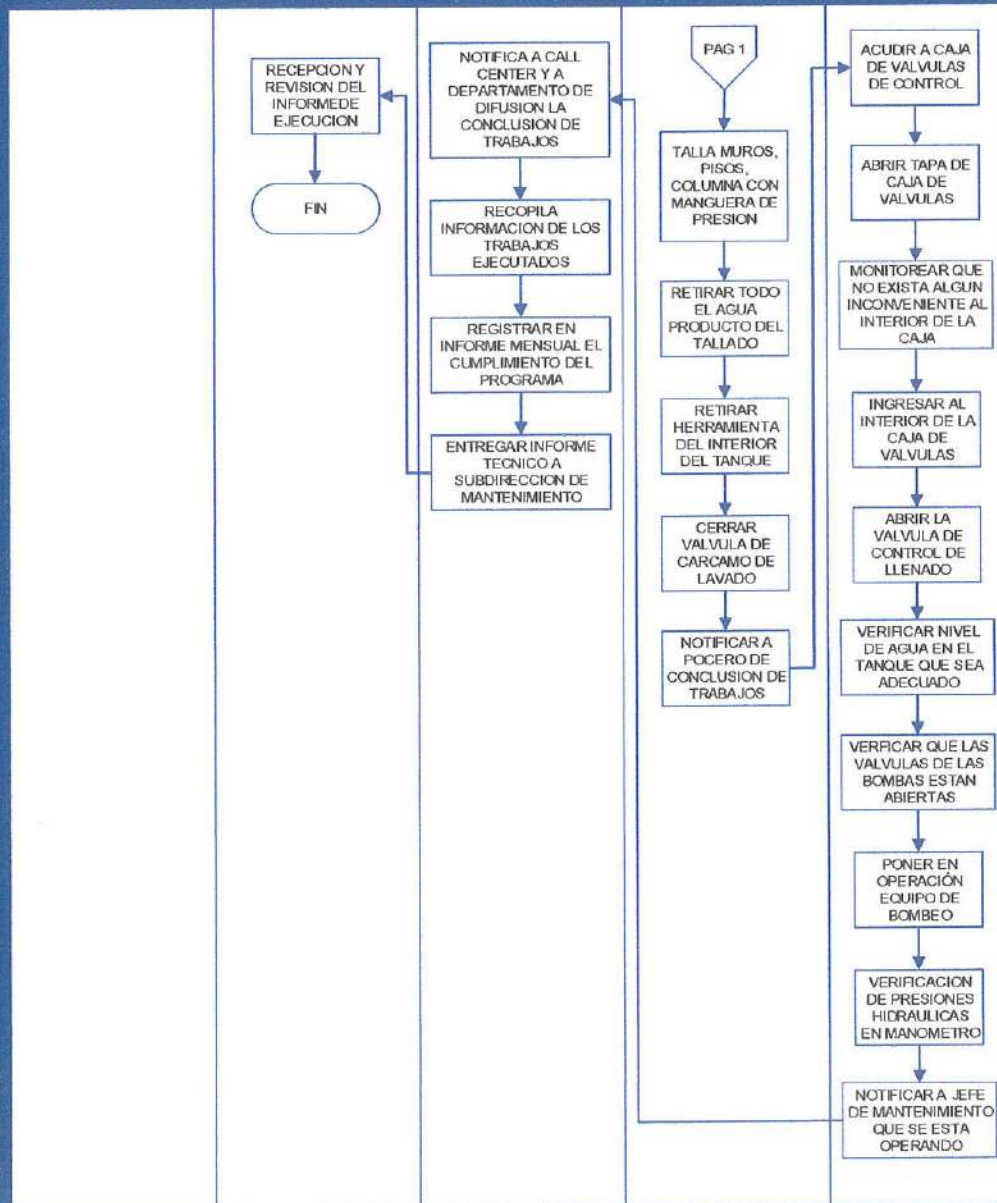 RECEPCION Y
REVISION DEL
INFORMEDE
EJECUCION
FIN
NOTIFICA A CALL
CENTER Y A
DEPARTAMENTO DE
DIFUSION LA
CONCLUSION DE
TRABAJOS
RECOPILA
INFORMACION DE LOS
TRABAJOS
EJECUTADOS
REGISTRAR EN
INFORME MENSUAL EL
CUMPLIMIENTO DEL
PROGRAMA
ENTREGAR INFORME
TECNICO A
SUBDIRECCION DE
MANTENIMIENTO
PAG 1
TALLA MUROS,
PISOS,
COLUMNA CON
MANGUERA DE
PRESION
RETIRAR TODO
EL AGUA
PRODUCTO DEL
TALLADO
RETIRAR
HERRAMIENTA
DEL INTERIOR
DEL TANQUE
CERRAR
VALVULA DE
CARCAMO DE
LAVADO
NOTIFICAR A
POCERO DE
CONCLUSION DE
TRABAJOS
ACUDIR A CAJA
DE VALVULAS
DE CONTROL
ABRIR TAPA DE
CAJA DE
VALVULAS
MONITOREAR QUE
NO EXISTA ALGUN
INCONVENIENTE AL
INTERIOR DE LA
CAJA
INGRESAR AL
INTERIOR DE LA
CAJA DE
VALVULAS
ABRIR LA
VALVULA DE
CONTROL DE
LLENADO
VERIFICAR NIVEL
DE AGUA EN EL
TANQUE QUE SEA
ADECUADO
VERFICAR QUE LAS
VALVULAS DE LAS
BOMBAS ESTAN
ABIERTAS
PONER EN
OPERACIÓN
EQUIPO DE
BOMBEO
VERIFICACION
DE PRESIONES
HIDRAULICAS
EN MANOMETRO
NOTIFICAR A JEFE
DE MANTENIMIENTO
QUE SE ESTA
OPERANDO